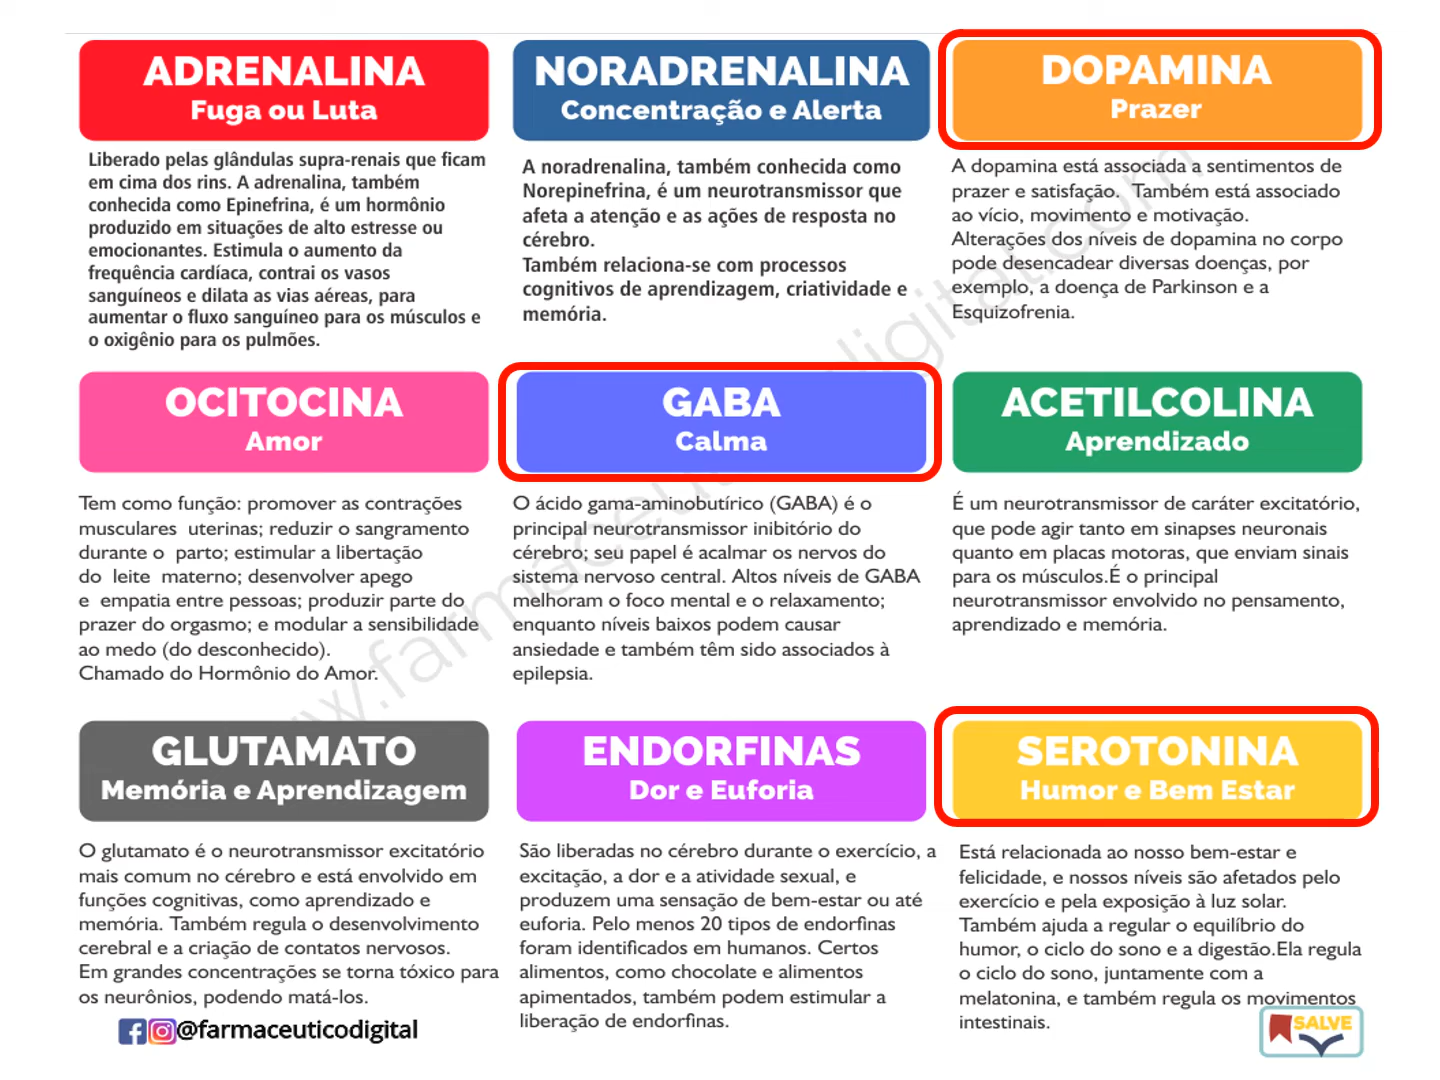 ADRENALINA
Fuga ou Luta
Liberado pelas glândulas supra-renais que ficam
em cima dos rins. A adrenalina, também
conhecida como Epinefrina, é um hormônio
produzido em situações de alto estresse ou
emocionantes. Estimula o aumento da
frequência cardíaca, contrai os vasos
sanguíneos e dilata as vias aéreas, para
aumentar o fluxo sanguíneo para os músculos e
o oxigênio para os pulmões.
NORADRENALINA
Concentração e Alerta
A noradrenalina, também conhecida como
Norepinefrina, é um neurotransmissor que
afeta a atenção e as ações de resposta no
cérebro.
Também relaciona-se com processos
cognitivos de aprendizagem, criatividade e
memória.
DOPAMINA
Prazer
A dopamina está associada a sentimentos de
prazer e satisfação. Também está associado
ao vício, movimento e motivação.
Alterações dos níveis de dopamina no corpo
pode desencadear diversas doenças, por
exemplo, a doença de Parkinson e a
Esquizofrenia.
OCITOCINA
Amor
Tem como função: promover as contrações
musculares uterinas; reduzir o sangramento
durante o parto; estimular a libertação
do leite materno; desenvolver apego
e empatia entre pessoas; produzir parte do
prazer do orgasmo; e modular a sensibilidade
ao medo (do desconhecido).
Chamado do Hormônio do Amor.
GABA
Calma
O ácido gama-aminobutírico (GABA) é o
principal neurotransmissor inibitório do
cérebro; seu papel é acalmar os nervos do
sistema nervoso central. Altos níveis de GABA
melhoram o foco mental e o relaxamento;
enquanto níveis baixos podem causar
ansiedade e também têm sido associados à
epilepsia.
ACETILCOLINA
Aprendizado
É um neurotransmissor de caráter excitatório,
que pode agir tanto em sinapses neuronais
quanto em placas motoras, que enviam sinais
para os músculos.É o principal
neurotransmissor envolvido no pensamento,
aprendizado e memória.
GLUTAMATO
Memória e Aprendizagem
O glutamato é o neurotransmissor excitatório
mais comum no cérebro e está envolvido em
funções cognitivas, como aprendizado e
memória. Também regula o desenvolvimento
cerebral e a criação de contatos nervosos.
Em grandes concentrações se torna tóxico para
os neurônios, podendo matá-los.
ENDORFINAS
Dor e Euforia
São liberadas no cérebro durante o exercício, a
excitação, a dor e a atividade sexual, e
produzem uma sensação de bem-estar ou até
euforia. Pelo menos 20 tipos de endorfinas
foram identificados em humanos. Certos
alimentos, como chocolate e alimentos
apimentados, também podem estimular a
liberação de endorfinas.
SEROTONINA
Humor e Bem Estar
Está relacionada ao nosso bem-estar e
felicidade, e nossos níveis são afetados pelo
exercício e pela exposição à luz solar.
Também ajuda a regular o equilíbrio do
humor, o ciclo do sono e a digestão.Ela regula
o ciclo do sono, juntamente com a
melatonina, e também regula os movimentos
intestinais.
@farmaceuticodigital
SALVE